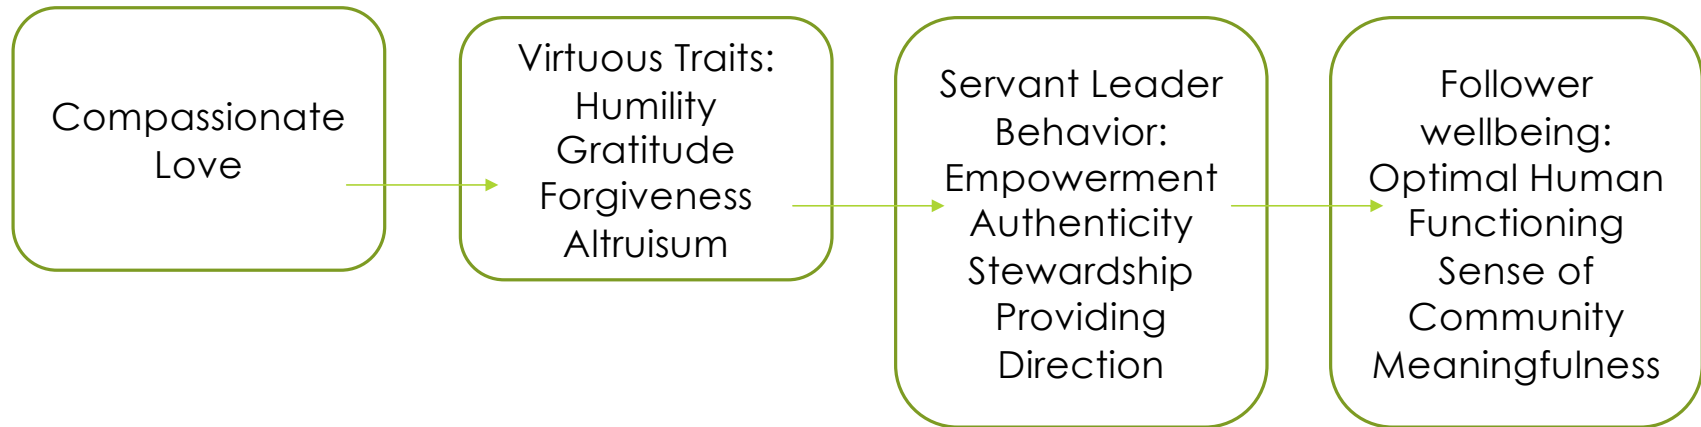 Compassionate
Love
Virtuous Traits:
Humility
Gratitude
Forgiveness
Altruisum
Servant Leader
Behavior:
Empowerment
Authenticity
Stewardship
Providing
Direction
Follower
wellbeing:
Optimal Human
Functioning
Sense of
Community
Meaningfulness